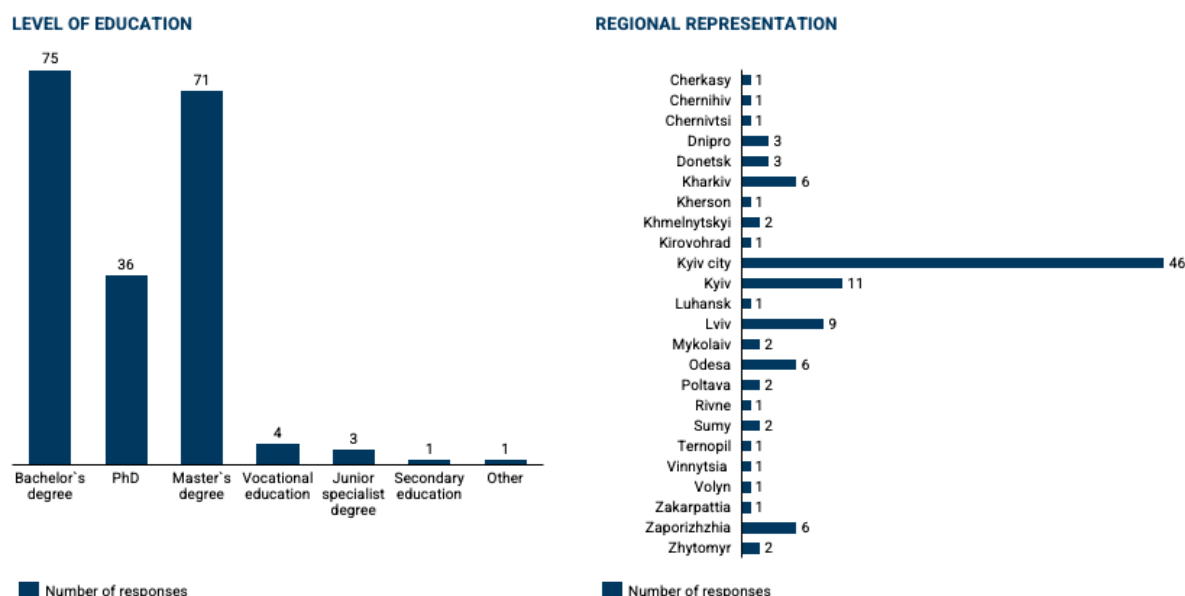 LEVEL OF EDUCATION
75
36
71
4
3
1
1
Bachelor`s degree
PhD
Master`s degree
Vocational education
Junior specialist degree
Secondary education
Other
Number of responses
REGIONAL REPRESENTATION
Cherkasy 1
Chernihiv 1
Chernivtsi 1
Dnipro 3
Donetsk 3
Kharkiv 6
Kherson 1
Khmelnytskyi 2
Kirovohrad 1
Kyiv city 46
Kyiv 11
Luhansk 1
Lviv 9
Mykolaiv 2
Odesa 6
Poltava 2
Rivne 1
Sumy 2
Ternopil 1
Vinnytsia 1
Volyn 1
Zakarpattia 1
Zaporizhzhia 6
Zhytomyr 2
Number of responses